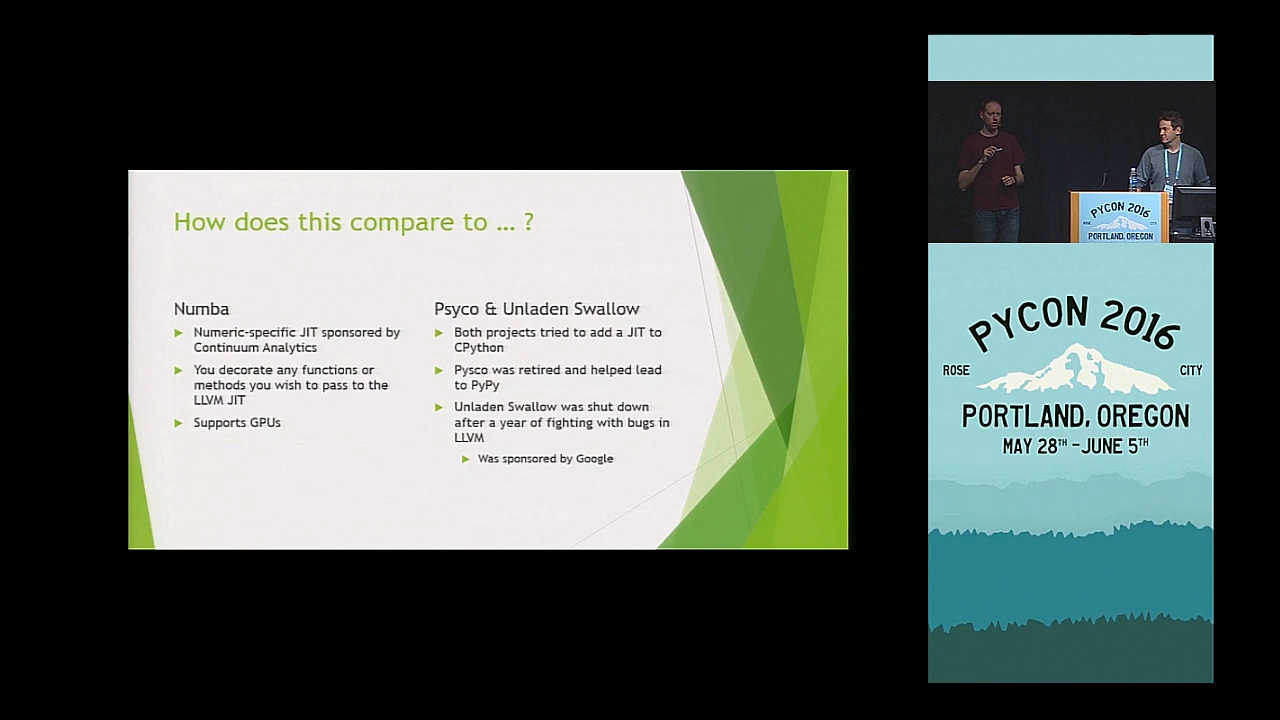 How does this compare to ... ?
Numba
Numeric-specific JIT sponsored by
Continuum Analytics
You decorate any functions or
methods you wish to pass to the
LLVM JIT
Supports GPUs
Psyco & Unladen Swallow
Both projects tried to add a JIT to
CPython
Pysco was retired and helped lead
to PyPy
Unladen Swallow was shut down
after a year of fighting with bugs in
LLVM
Was sponsored by Google
PYCON 2016
ROSE CITY
PORTLAND, OREGON
PYCON 2016
ROSE CITY
PORTLAND, OREGON
MAY 28TH - JUNE 5TH